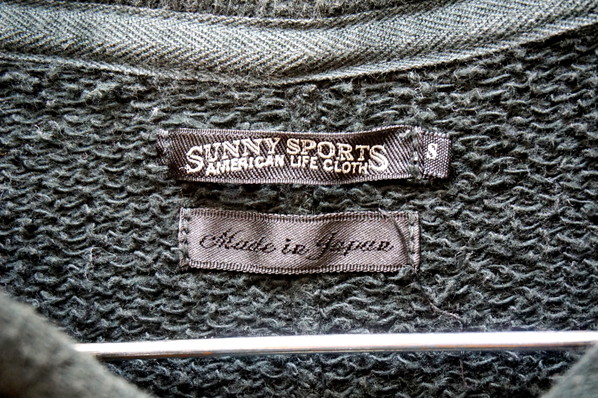 SUNNY SPORTS
AMERICAN LIFE CLOTH
S
Made in Japan